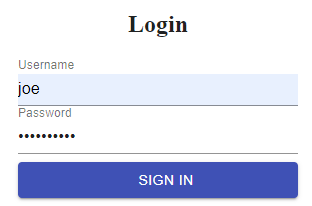 Login
Username
joe
Password
••••••••••
SIGN IN